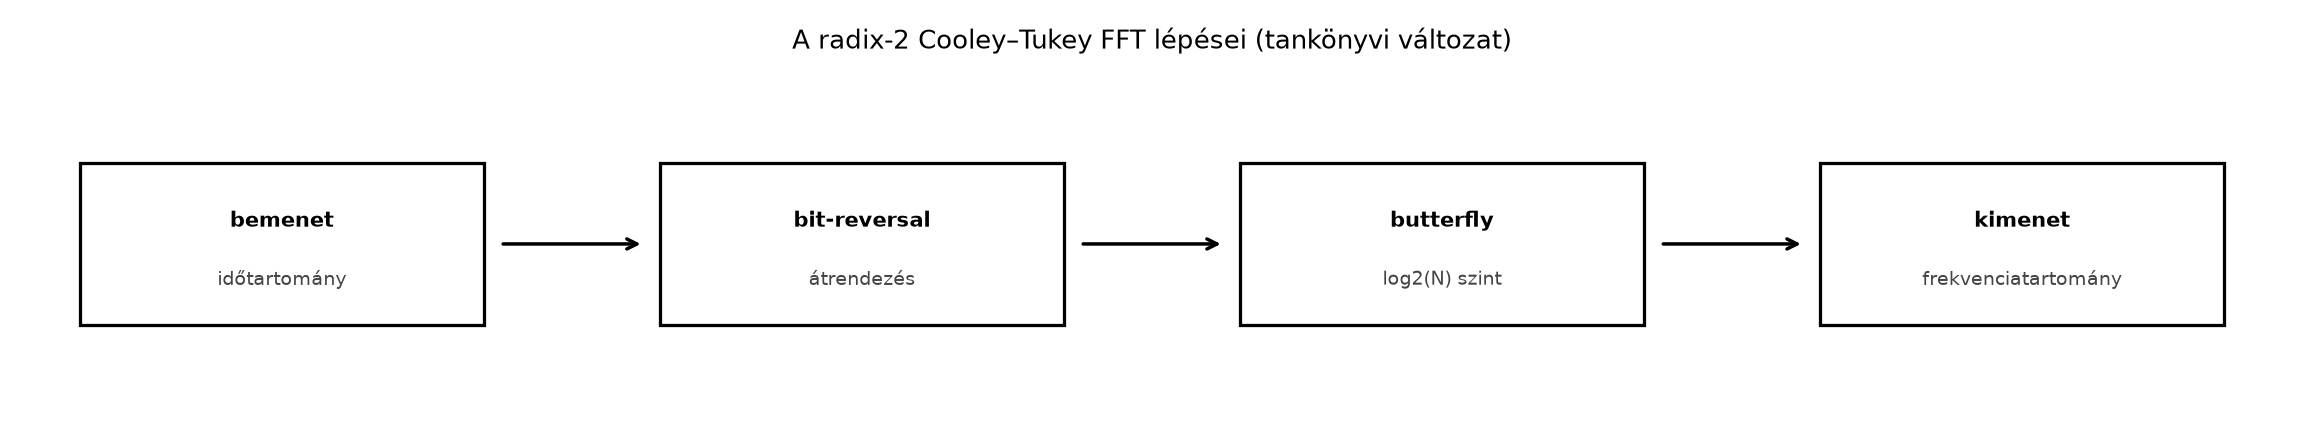 A radix-2 Cooley–Tukey FFT lépései (tankönyvi változat)
bemenet
időtartomány
bit-reversal
átrendezés
butterfly
log2(N) szint
kimenet
frekvenciatartomány